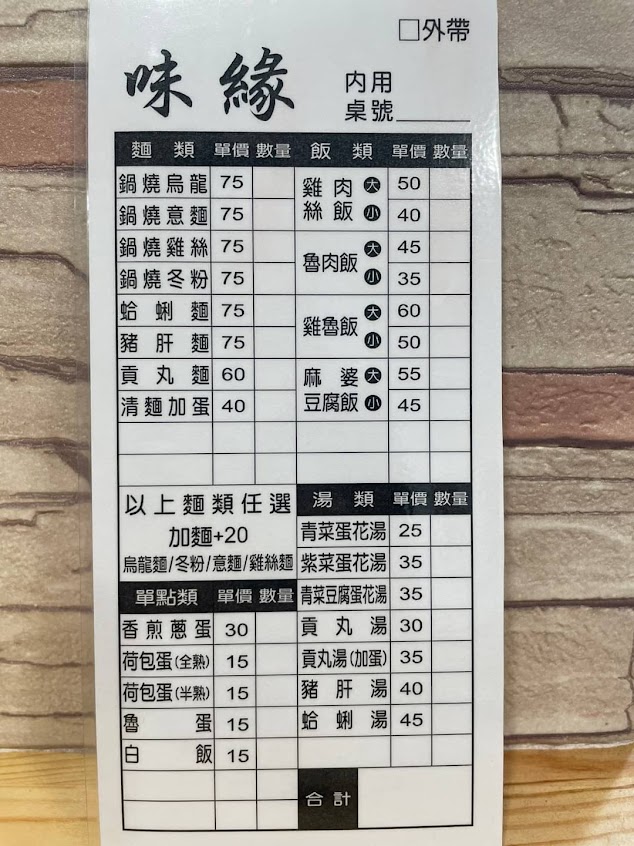 □外帶
味緣
內用
桌號______
麵類 單價 數量
鍋燒烏龍 75
鍋燒意麵 75
鍋燒雞絲 75
鍋燒冬粉 75
蛤蜊麵 75
豬肝麵 75
貢丸麵 60
清麵加蛋 40
以上麵類任選
加麵+20
烏龍麵/冬粉/意麵/雞絲麵
單點類 單價 數量
香煎蔥蛋 30
荷包蛋(全熟) 15
荷包蛋(半熟) 15
魯蛋 15
白飯 15
飯類 單價 數量
雞肉 大 50
絲飯 小 40
魯肉飯 大 45
小 35
雞魯飯 大 60
小 50
麻婆 大 55
豆腐飯 小 45
湯類 單價 數量
青菜蛋花湯 25
紫菜蛋花湯 35
青菜豆腐蛋花湯 35
貢丸湯 30
貢丸湯(加蛋) 35
豬肝湯 40
蛤蜊湯 45
合計